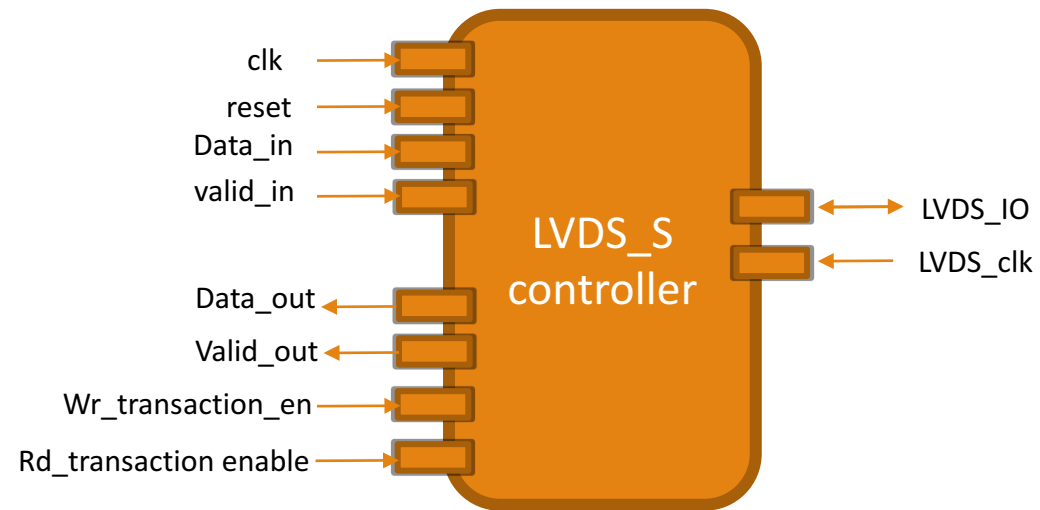 clk
reset
Data_in
valid_in
Data_out
Valid_out
Wr_transaction_en
Rd_transaction enable
LVDS_S
controller
LVDS_IO
LVDS_clk